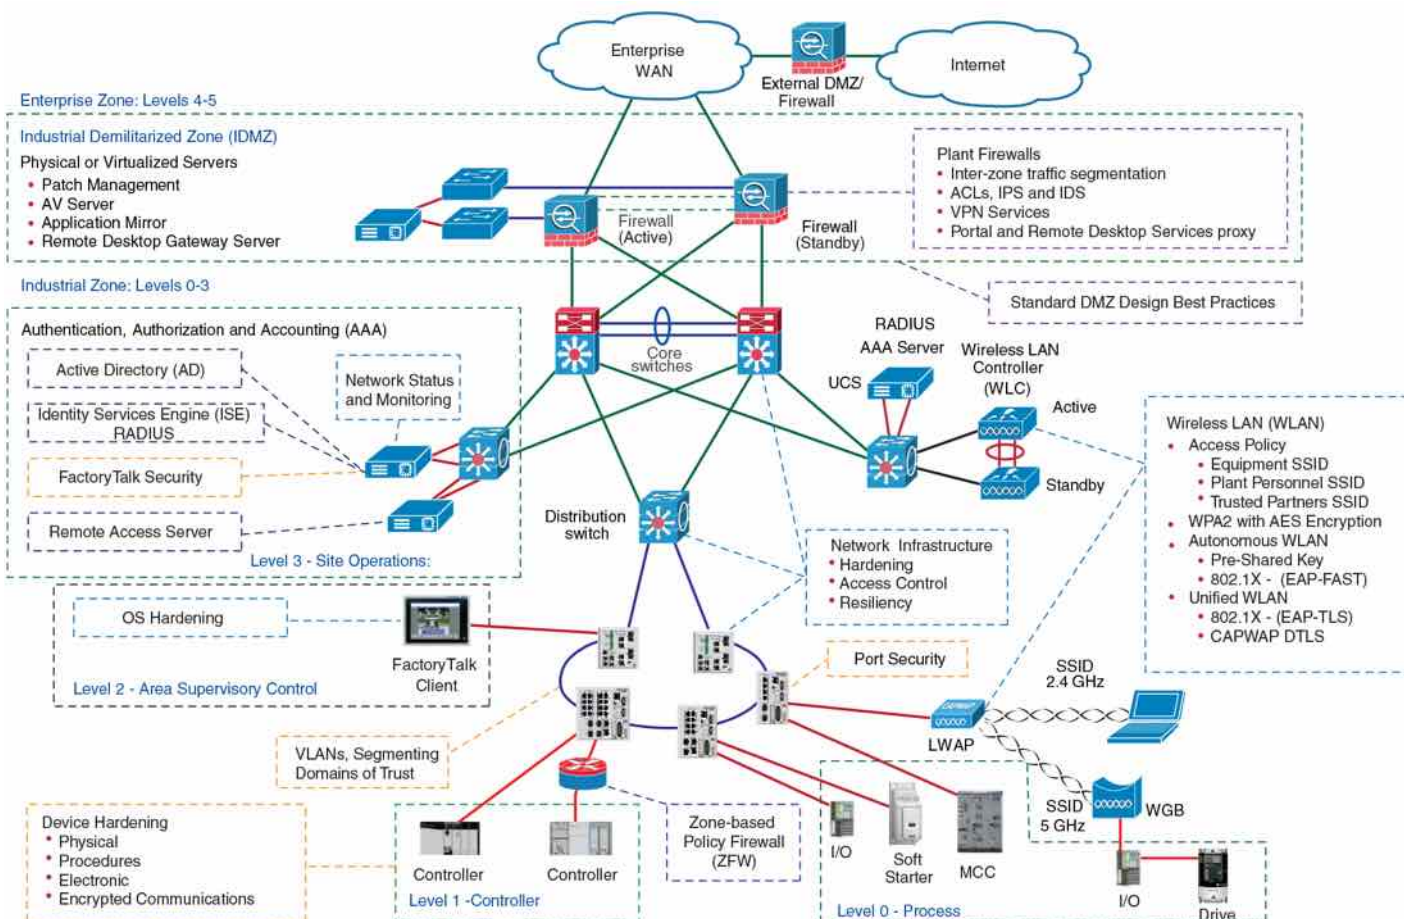 Enterprise
WAN
Internet
External DMZ/
Firewall
Enterprise Zone: Levels 4-5
Industrial Demilitarized Zone (IDMZ)
Physical or Virtualized Servers
• Patch Management
• AV Server
• Application Mirror
• Remote Desktop Gateway Server
Firewall
(Active)
Firewall
(Standby)
Plant Firewalls
• Inter-zone traffic segmentation
• ACLs, IPS and IDS
• VPN Services
• Portal and Remote Desktop Services proxy
Standard DMZ Design Best Practices
Industrial Zone: Levels 0-3
Authentication, Authorization and Accounting (AAA)
Active Directory (AD)
Identity Services Engine (ISE)
RADIUS
FactoryTalk Security
Remote Access Server
Network Status
and Monitoring
Level 3 - Site Operations:
Core
switches
RADIUS
AAA Server
UCS
Wireless LAN
Controller
(WLC)
Active
Standby
Distribution
switch
Network Infrastructure
• Hardening
• Access Control
• Resiliency
Wireless LAN (WLAN)
• Access Policy
• Equipment SSID
• Plant Personnel SSID
• Trusted Partners SSID
• WPA2 with AES Encryption
• Autonomous WLAN
• Pre-Shared Key
• 802.1X - (EAP-FAST)
• Unified WLAN
• 802.1X - (EAP-TLS)
• CAPWAP DTLS
OS Hardening
FactoryTalk
Client
Level 2 - Area Supervisory Control
Port Security
VLANs, Segmenting
Domains of Trust
CAPWAP
LWAP
SSID
2.4 GHz
SSID
5 GHz
WGB
Device Hardening
• Physical
• Procedures
• Electronic
• Encrypted Communications
Controller
Controller
Level 1 -Controller
Zone-based
Policy Firewall
(ZFW)
I/O
Soft
Starter
MCC
I/O
Drive
Level 0 - Process